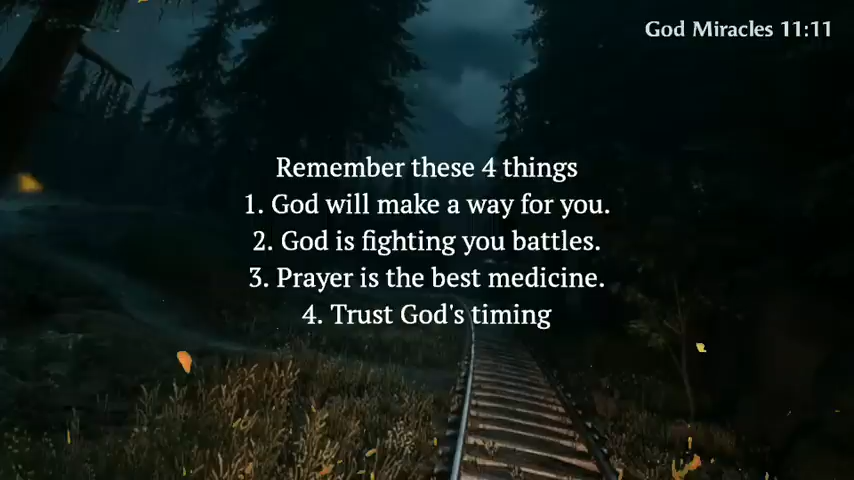 God Miracles 11:11
Remember these 4 things
1. God will make a way for you.
2. God is fighting you battles.
3. Prayer is the best medicine.
4. Trust God's timing